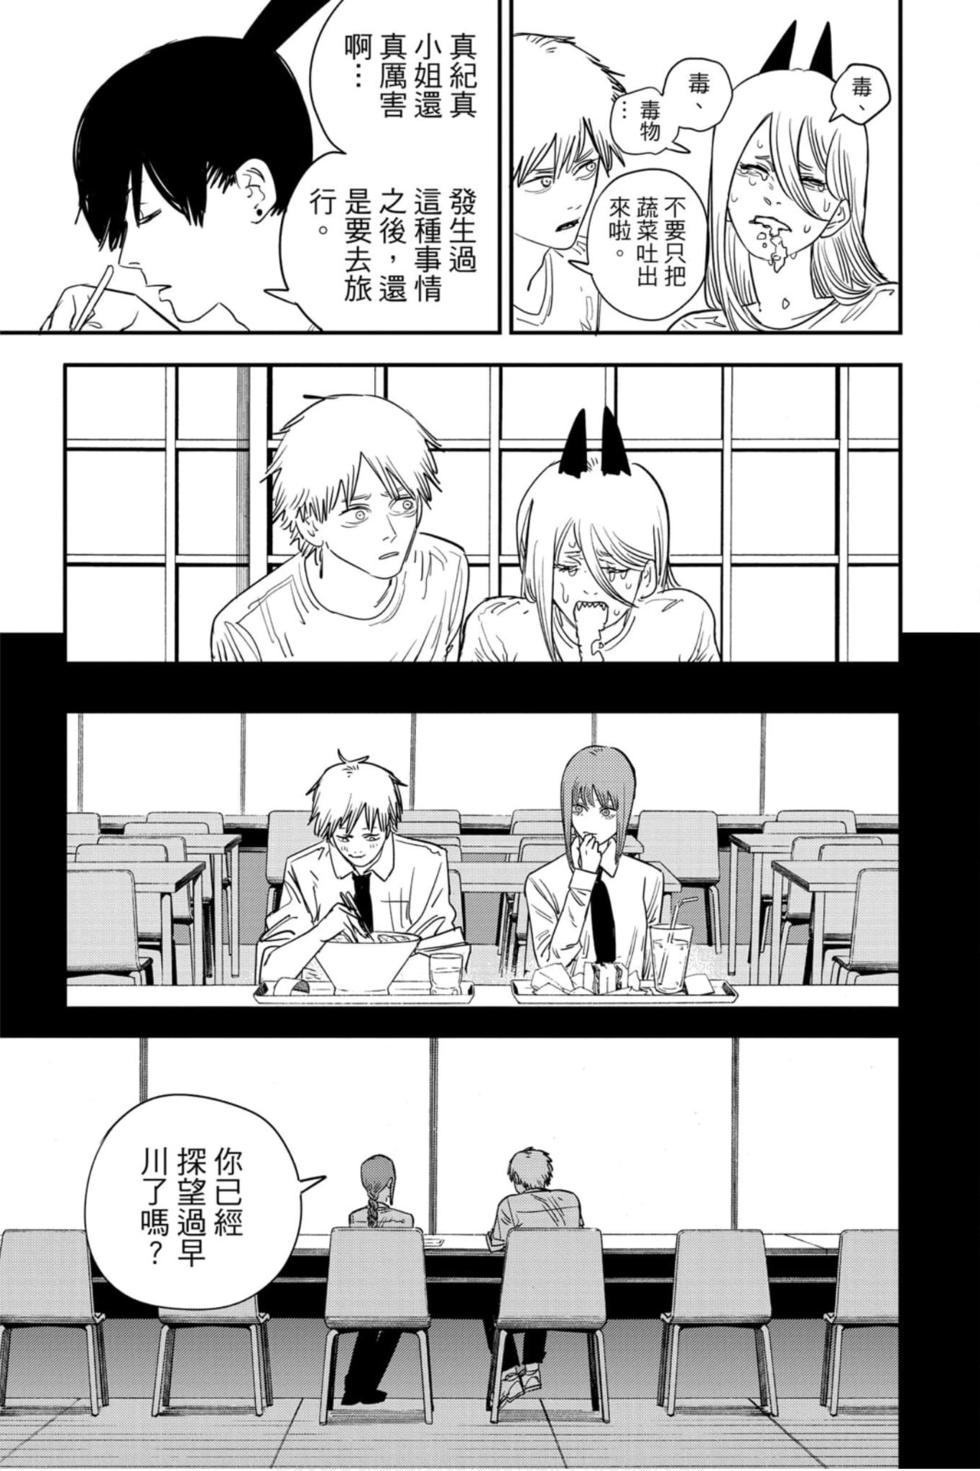 毒、
毒、
毒物
…
不要只把
蔬菜吐出
來啦。
真紀真
小姐還
真厲害
啊…
發生過
這種事情
之後，還
是要去旅
行。
你已經
探望過早
川了嗎？